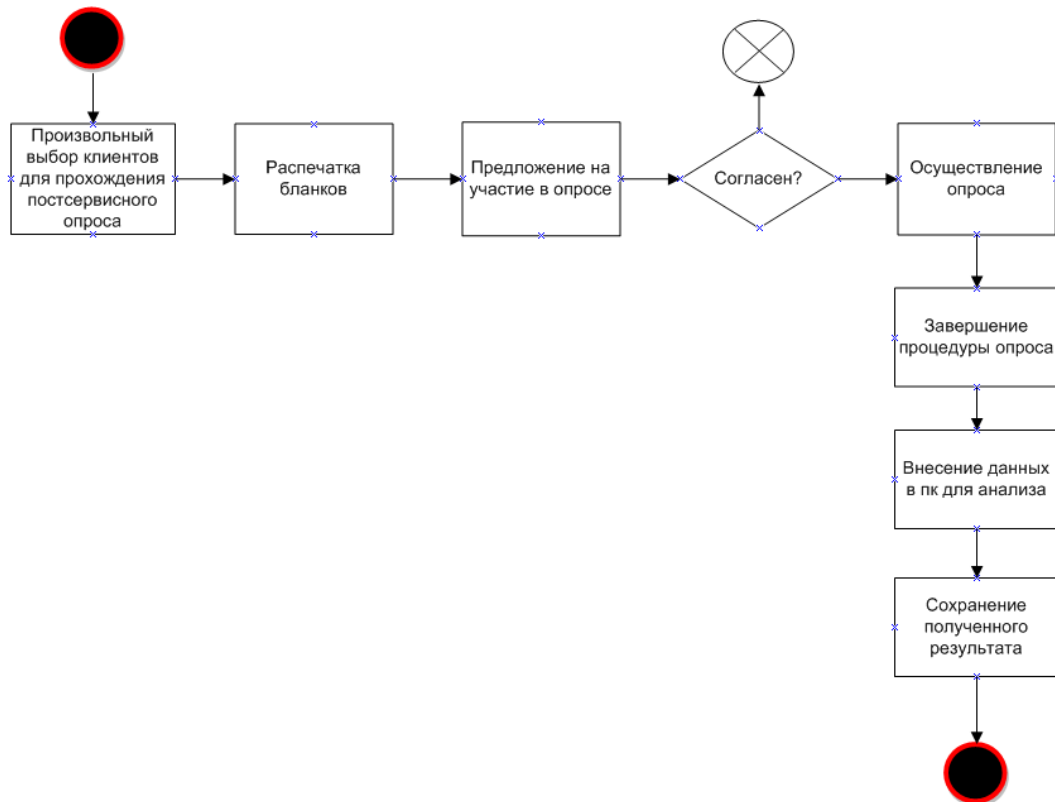 Произвольный
выбор клиентов
для прохождения
постсервисного
опроса
Распечатка
бланков
Предложение на
участие в опросе
Согласен?
Осуществление
опроса
Завершение
процедуры опроса
Внесение данных
в пк для анализа
Сохранение
полученного
результата